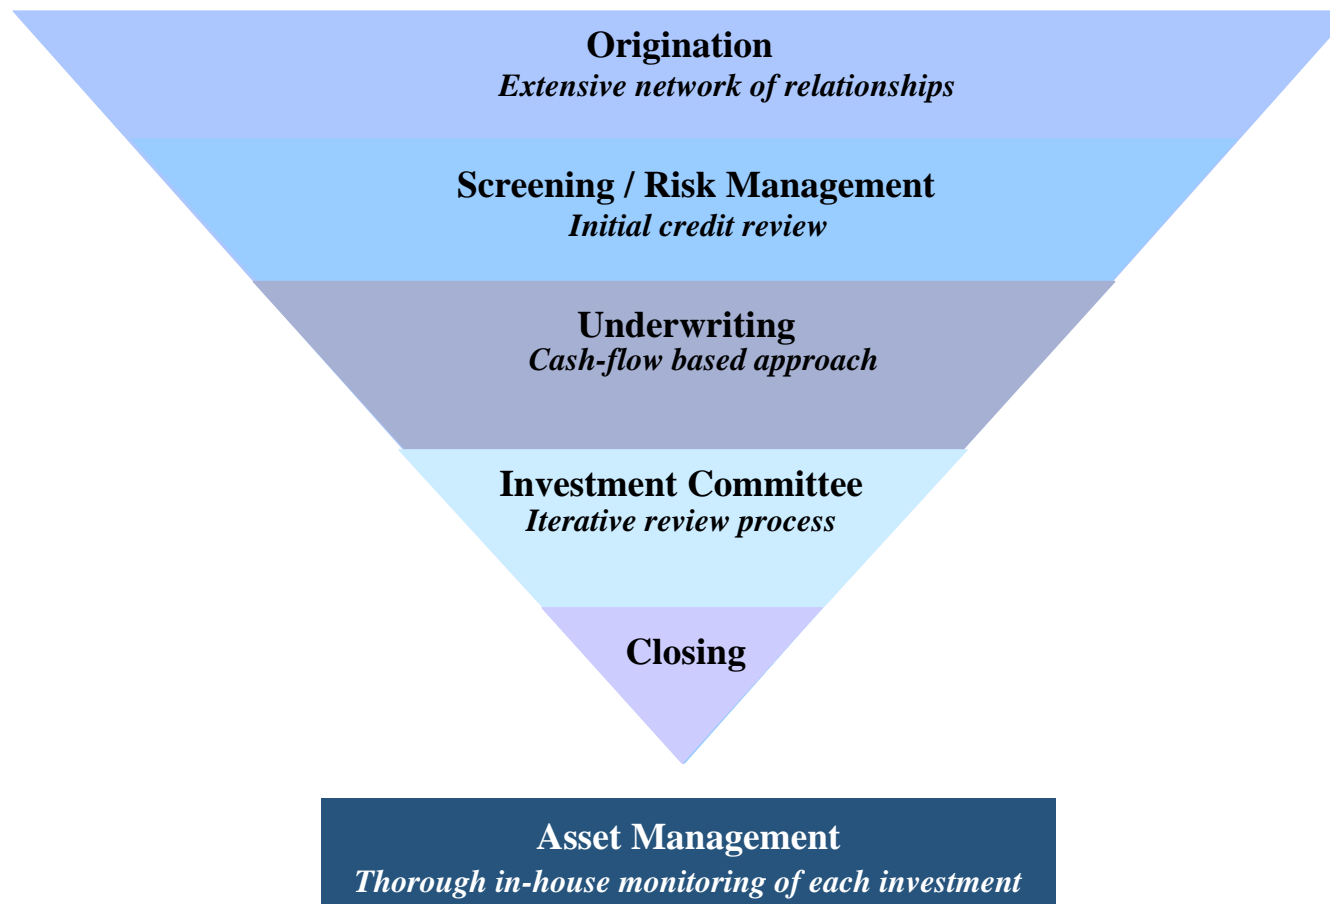 Origination
Extensive network of relationships
Screening / Risk Management
Initial credit review
Underwriting
Cash-flow based approach
Investment Committee
Iterative review process
Closing
Asset Management
Thorough in-house monitoring of each investment